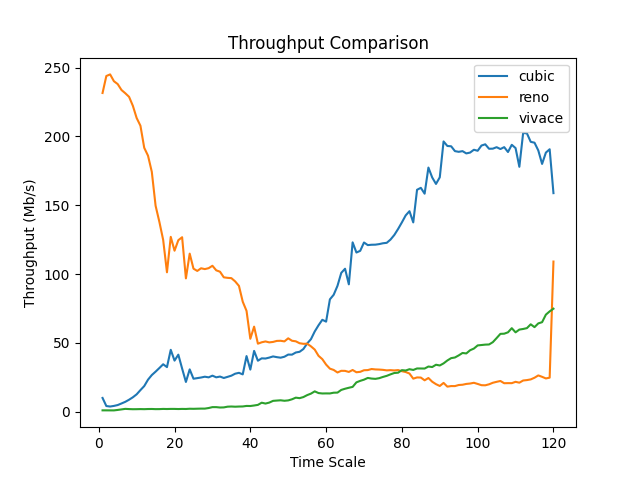 Throughput Comparison
cubic
reno
vivace
Throughput (Mb/s)
250
200
150
100
50
0
0 20 40 60 80 100 120
Time Scale